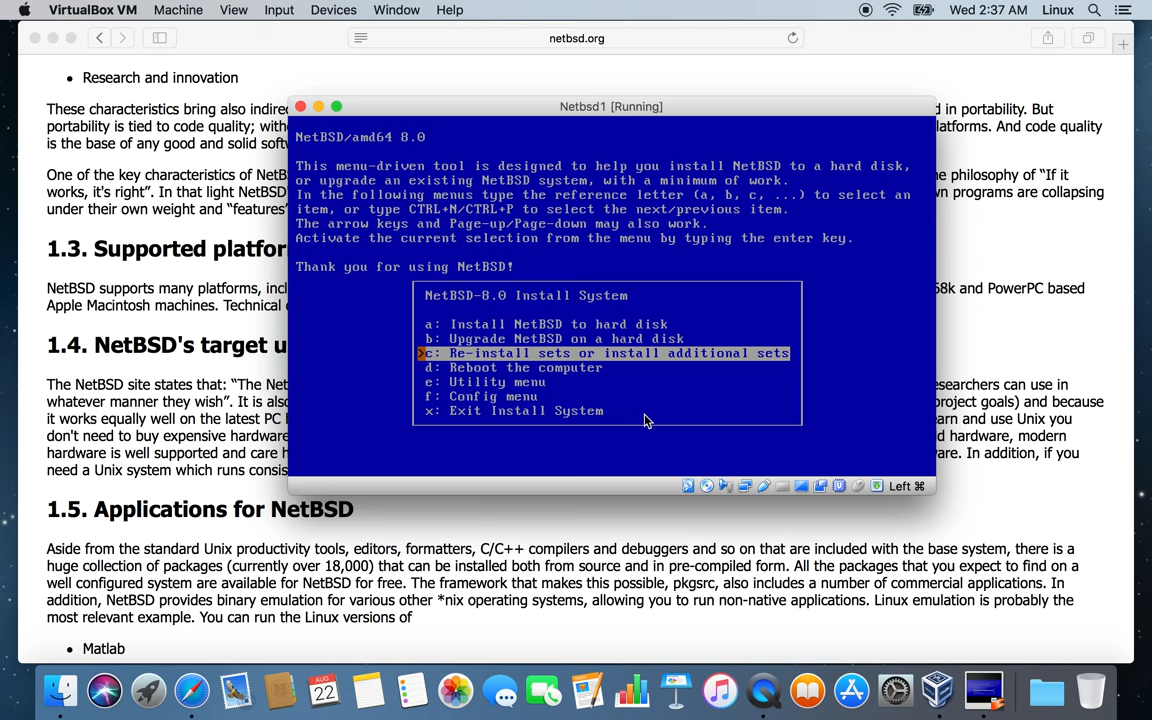 VirtualBox VM Machine View Input Devices Window Help Wed 2:37 AM Linux
netbsd.org
• Research and innovation
These characteristics bring also indire
d in portability. But
portability is tied to code quality; with
latforms. And code quality
is the base of any good and solid soft
One of the key characteristics of NetB
e philosophy of “If it
works, it's right”. In that light NetBSD
wn programs are collapsing
under their own weight and “features”
1.3. Supported platfor
NetBSD supports many platforms, incl
68k and PowerPC based
Apple Macintosh machines. Technical
1.4. NetBSD's target u
The NetBSD site states that: “The Net
searchers can use in
whatever manner they wish”. It is also
roject goals) and because
it works equally well on the latest PC
arn and use Unix you
don't need to buy expensive hardware
d hardware, modern
hardware is well supported and care h
are. In addition, if you
need a Unix system which runs consis
Netbsd1 [Running]
NetBSD/amd64 8.0
This menu-driven tool is designed to help you install NetBSD to a hard disk,
or upgrade an existing NetBSD system, with a minimum of work.
In the following menus type the reference letter (a, b, c, ...) to select an
item, or type CTRL+N/CTRL+P to select the next/previous item.
The arrow keys and Page-up/Page-down may also work.
Activate the current selection from the menu by typing the enter key.
Thank you for using NetBSD!
NetBSD-8.0 Install System
a: Install NetBSD to hard disk
b: Upgrade NetBSD on a hard disk
>c: Re-install sets or install additional sets
d: Reboot the computer
e: Utility menu
f: Config menu
x: Exit Install System
Left ⌘
1.5. Applications for NetBSD
Aside from the standard Unix productivity tools, editors, formatters, C/C++ compilers and debuggers and so on that are included with the base system, there is a
huge collection of packages (currently over 18,000) that can be installed both from source and in pre-compiled form. All the packages that you expect to find on a
well configured system are available for NetBSD for free. The framework that makes this possible, pkgsrc, also includes a number of commercial applications. In
addition, NetBSD provides binary emulation for various other *nix operating systems, allowing you to run non-native applications. Linux emulation is probably the
most relevant example. You can run the Linux versions of
• Matlab
AUG
22